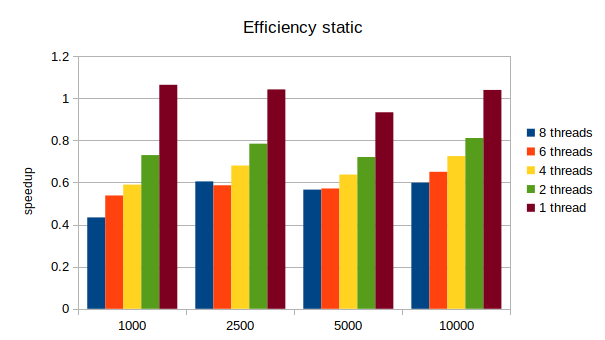 Efficiency static
1.2
1
0.8
0.6
0.4
0.2
0
speedup
1000 2500 5000 10000
8 threads
6 threads
4 threads
2 threads
1 thread